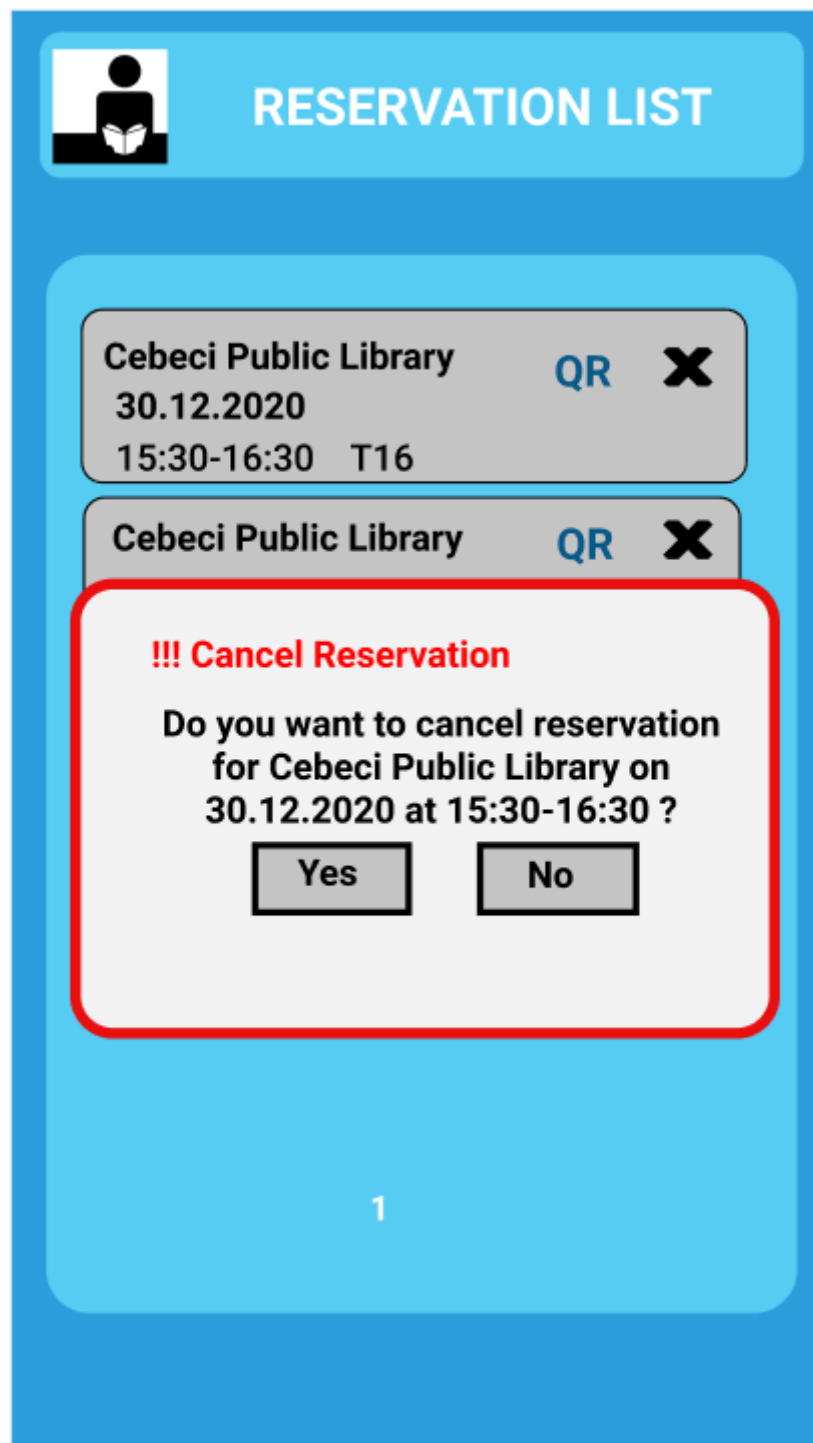 RESERVATION LIST
Cebeci Public Library QR
30.12.2020
15:30-16:30 T16
Cebeci Public Library QR
!!! Cancel Reservation
Do you want to cancel reservation
for Cebeci Public Library on
30.12.2020 at 15:30-16:30 ?
Yes No
1